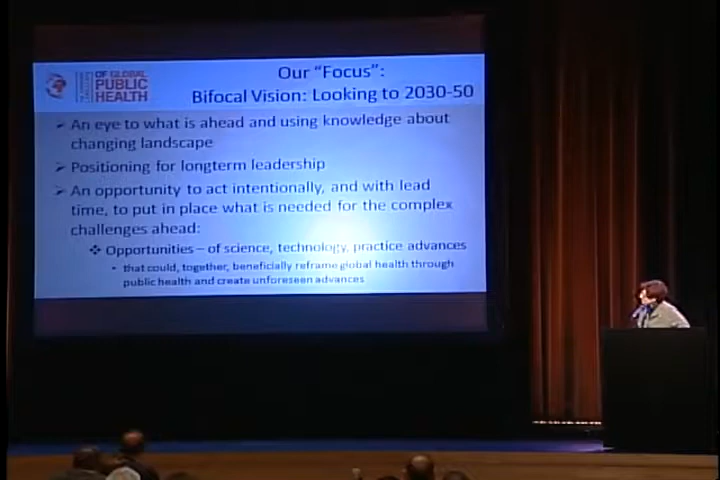 OF GLOBAL
PUBLIC
HEALTH
Our “Focus”:
Bifocal Vision: Looking to 2030-50
An eye to what is ahead and using knowledge about
changing landscape
Positioning for longterm leadership
An opportunity to act intentionally, and with lead
time, to put in place what is needed for the complex
challenges ahead:
Opportunities – of science, technology, practice advances
that could, together, beneficially reframe global health through
public health and create unforeseen advances